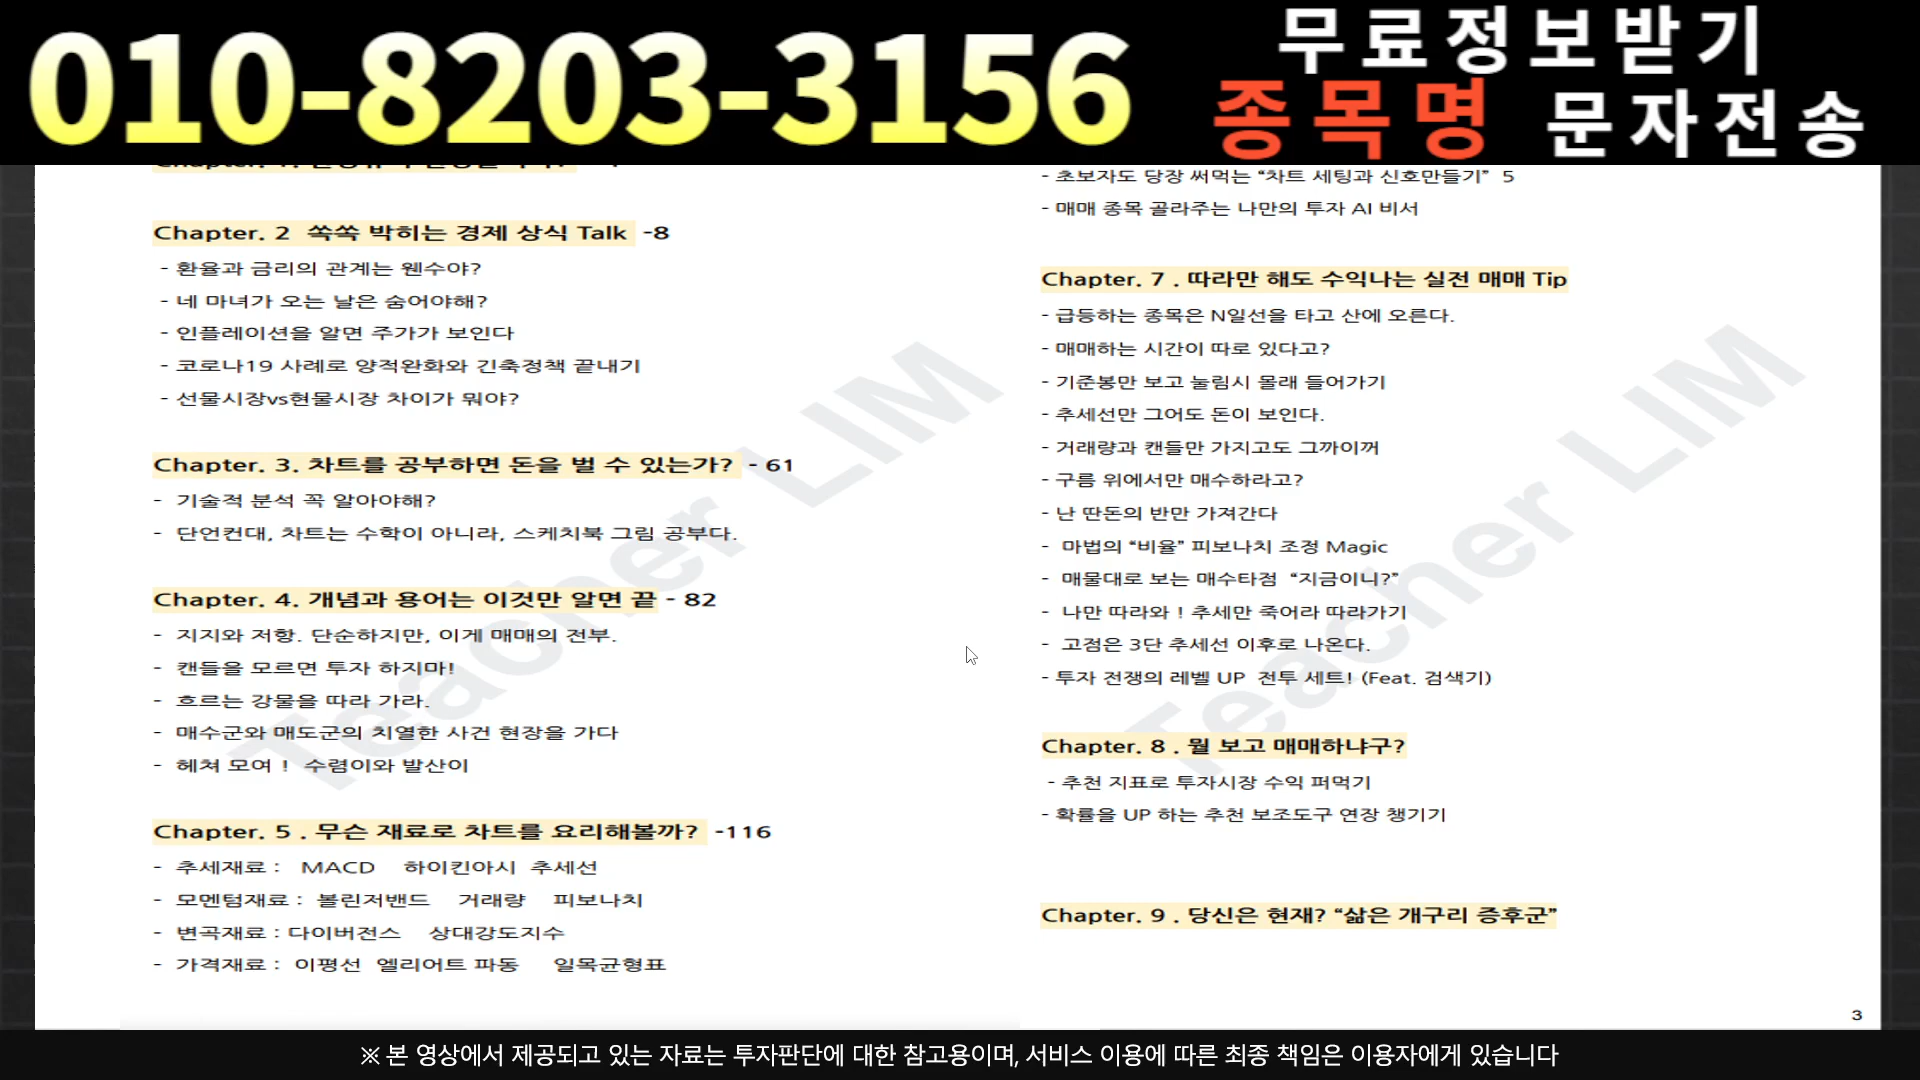 010-8203-3156
무료정보받기
종목명 문자전송
Chapter. 2 쏙쏙 박히는 경제 상식 Talk -8
- 환율과 금리의 관계는 웬수야?
- 네 마녀가 오는 날은 숨어야해?
- 인플레이션을 알면 주가가 보인다
- 코로나19 사례로 양적완화와 긴축정책 끝내기
- 선물시장vs현물시장 차이가 뭐야?
Chapter. 3. 차트를 공부하면 돈을 벌 수 있는가? - 61
- 기술적 분석 꼭 알아야해?
- 단언컨대, 차트는 수학이 아니라, 스케치북 그림 공부다.
Chapter. 4. 개념과 용어는 이것만 알면 끝 - 82
- 지지와 저항. 단순하지만, 이게 매매의 전부.
- 캔들을 모르면 투자 하지마!
- 흐르는 강물을 따라 가라.
- 매수군와 매도군의 치열한 사건 현장을 가다
- 헤쳐 모여 ! 수렴이와 발산이
Chapter. 5 . 무슨 재료로 차트를 요리해볼까? -116
- 추세재료 : MACD 하이킨아시 추세선
- 모멘텀재료 : 볼린저밴드 거래량 피보나치
- 변곡재료 : 다이버전스 상대강도지수
- 가격재료 : 이평선 엘리어트 파동 일목균형표
- 초보자도 당장 써먹는 “차트 세팅과 신호만들기” 5
- 매매 종목 골라주는 나만의 투자 AI 비서
Chapter. 7 . 따라만 해도 수익나는 실전 매매 Tip
- 급등하는 종목은 N일선을 타고 산에 오른다.
- 매매하는 시간이 따로 있다고?
- 기준봉만 보고 눌림시 몰래 들어가기
- 추세선만 그어도 돈이 보인다.
- 거래량과 캔들만 가지고도 그까이꺼
- 구름 위에서만 매수하라고?
- 난 딴돈의 반만 가져간다
- 마법의 “비율” 피보나치 조정 Magic
- 매물대로 보는 매수타점 “지금이니?”
- 나만 따라와 ! 추세만 죽어라 따라가기
- 고점은 3단 추세선 이후로 나온다.
- 투자 전쟁의 레벨 UP 전투 세트! (Feat. 검색기)
Chapter. 8 . 뭘 보고 매매하냐구?
- 추천 지표로 투자시장 수익 퍼먹기
- 확률을 UP 하는 추천 보조도구 연장 챙기기
Chapter. 9 . 당신은 현재? “삶은 개구리 증후군”
Teacher LIM
Teacher LIM
3
※ 본 영상에서 제공되고 있는 자료는 투자판단에 대한 참고용이며, 서비스 이용에 따른 최종 책임은 이용자에게 있습니다